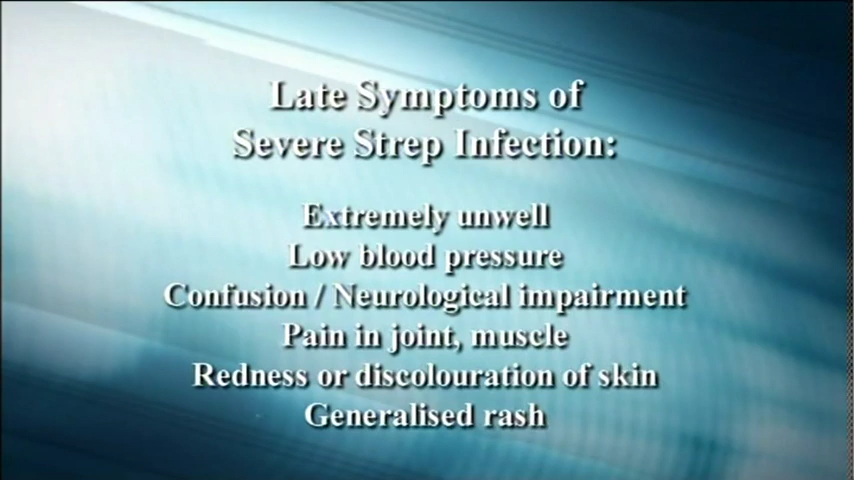 Late Symptoms of
Severe Strep Infection:
Extremely unwell
Low blood pressure
Confusion / Neurological impairment
Pain in joint, muscle
Redness or discolouration of skin
Generalised rash